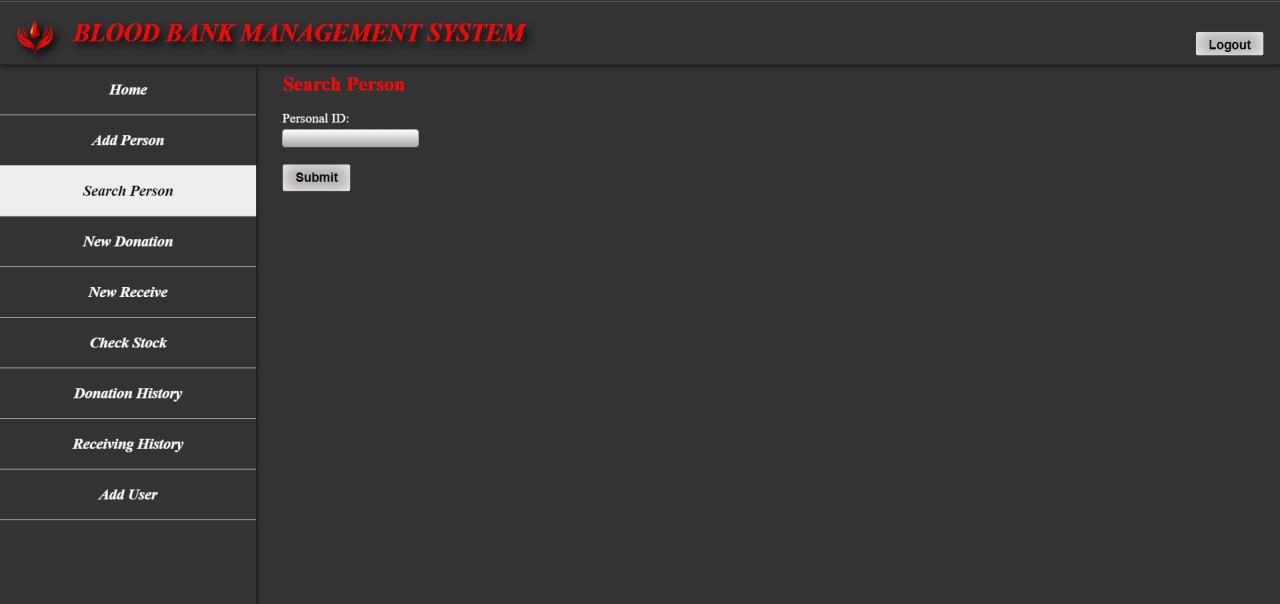 BLOOD BANK MANAGEMENT SYSTEM
Logout
Home
Add Person
Search Person
New Donation
New Receive
Check Stock
Donation History
Receiving History
Add User
Search Person
Personal ID:
Submit